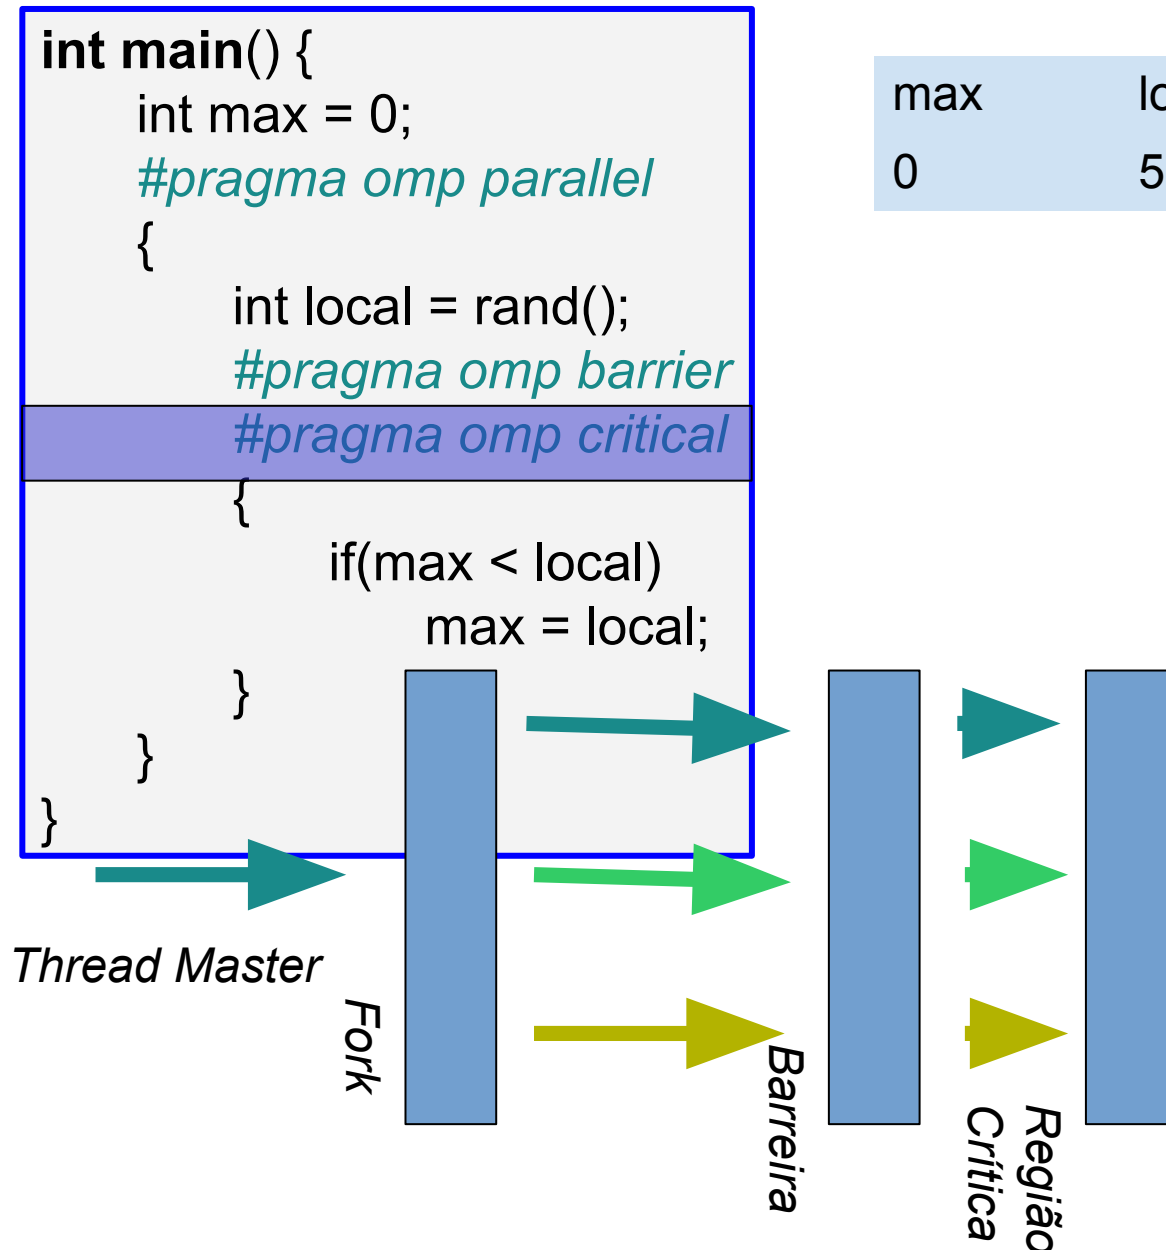 int main() {
int max = 0;
#pragma omp parallel
{
int local = rand();
#pragma omp barrier
#pragma omp critical
{
if(max < local)
max = local;
}
}
}
max
0 5
Thread Master
Fork
Barreira
Região
Crítica